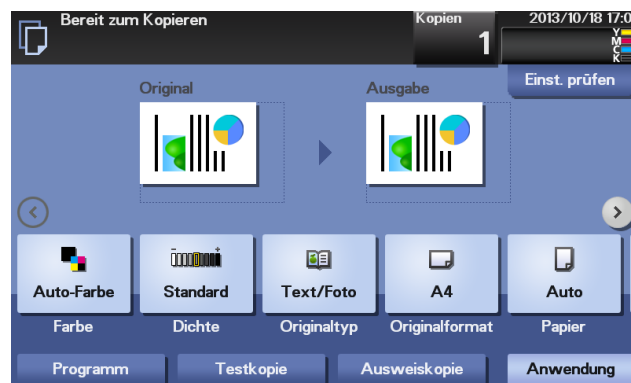 Bereit zum Kopieren
Kopien
1
2013/10/18 17:0
Y
M
C
K
Einst. prüfen
Original
Ausgabe
Auto-Farbe
Standard
Text/Foto
A4
Auto
Farbe
Dichte
Originaltyp
Originalformat
Papier
Programm
Testkopie
Ausweiskopie
Anwendung